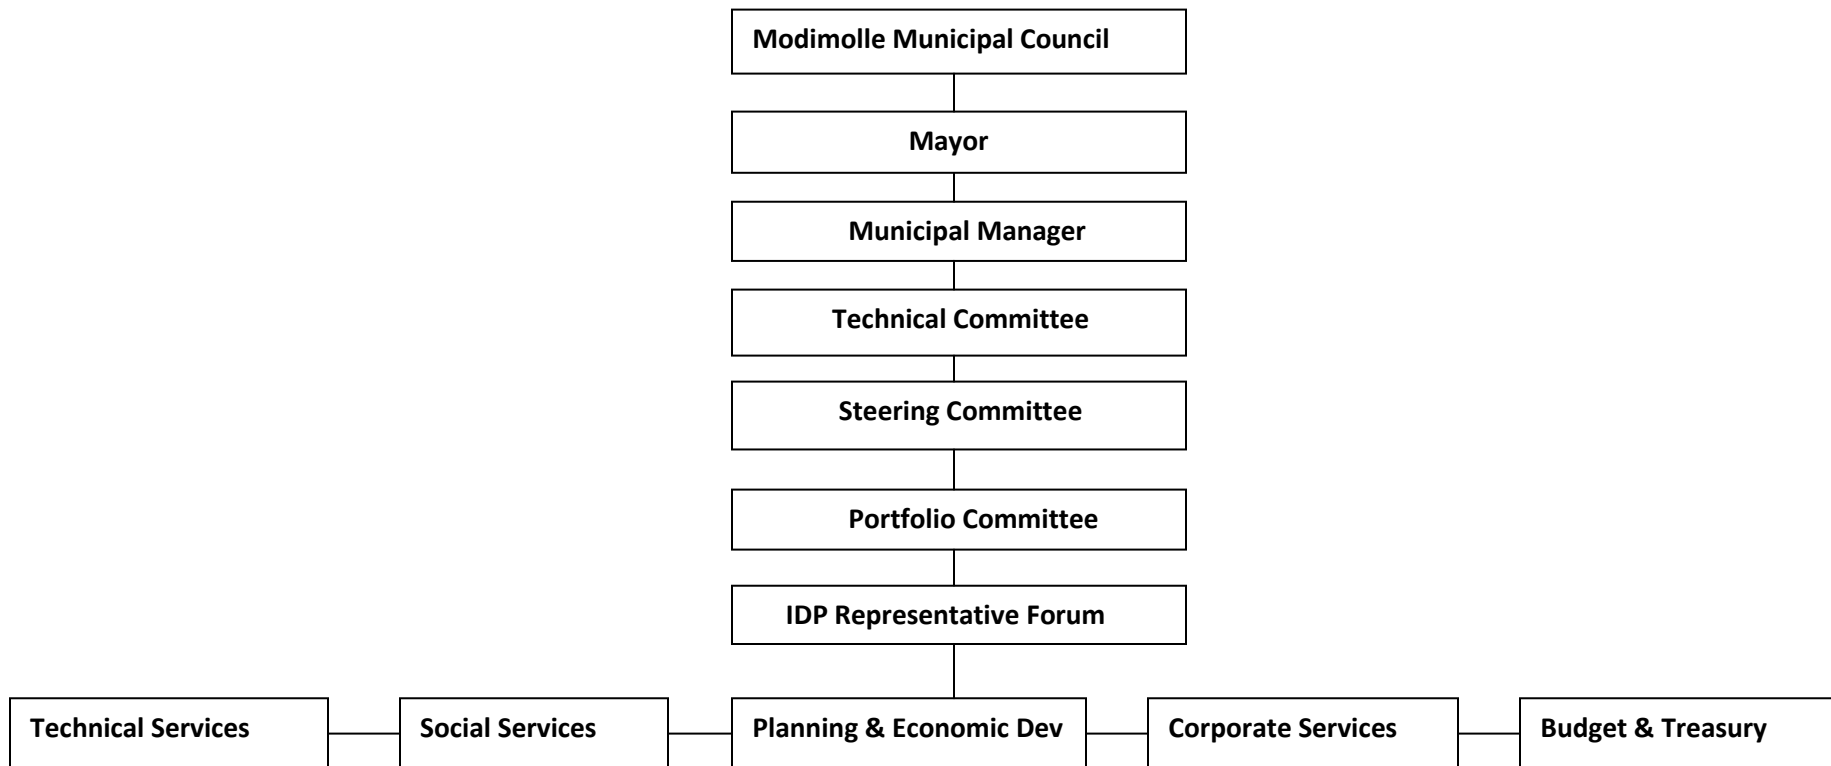 Modimolle Municipal Council
Mayor
Municipal Manager
Technical Committee
Steering Committee
Portfolio Committee
IDP Representative Forum
Technical Services
Social Services
Planning & Economic Dev
Corporate Services
Budget & Treasury